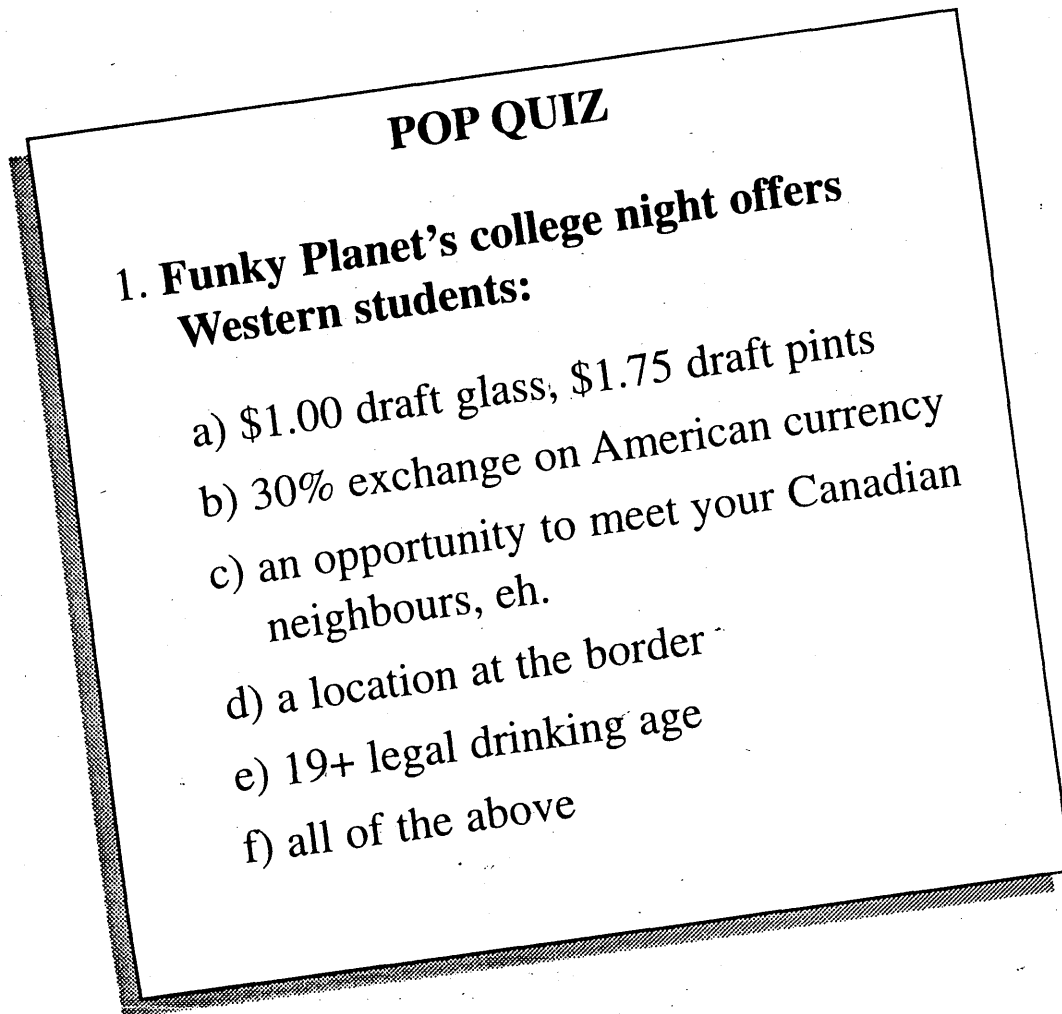 POP QUIZ
1. Funky Planet's college night offers
Western students:
a) $1.00 draft glass, $1.75 draft pints
b) 30% exchange on American currency
c) an opportunity to meet your Canadian
neighbours, eh.
d) a location at the border
e) 19+ legal drinking age
f) all of the above